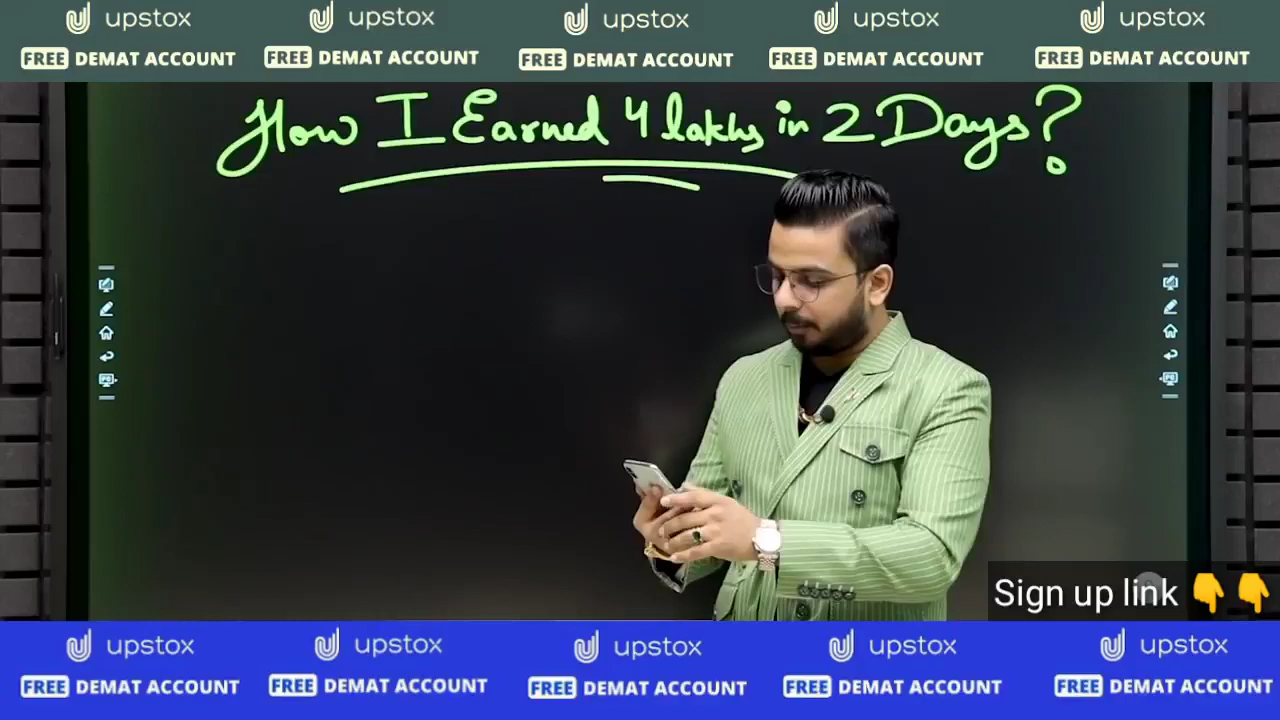 upstox upstox upstox upstox upstox
FREE DEMAT ACCOUNT FREE DEMAT ACCOUNT FREE DEMAT ACCOUNT FREE DEMAT ACCOUNT FREE DEMAT ACCOUNT
How I Earned 4 lakhs in 2 Days?
Sign up link 👇👇
upstox upstox upstox upstox upstox
FREE DEMAT ACCOUNT FREE DEMAT ACCOUNT FREE DEMAT ACCOUNT FREE DEMAT ACCOUNT FREE DEMAT ACCOUNT